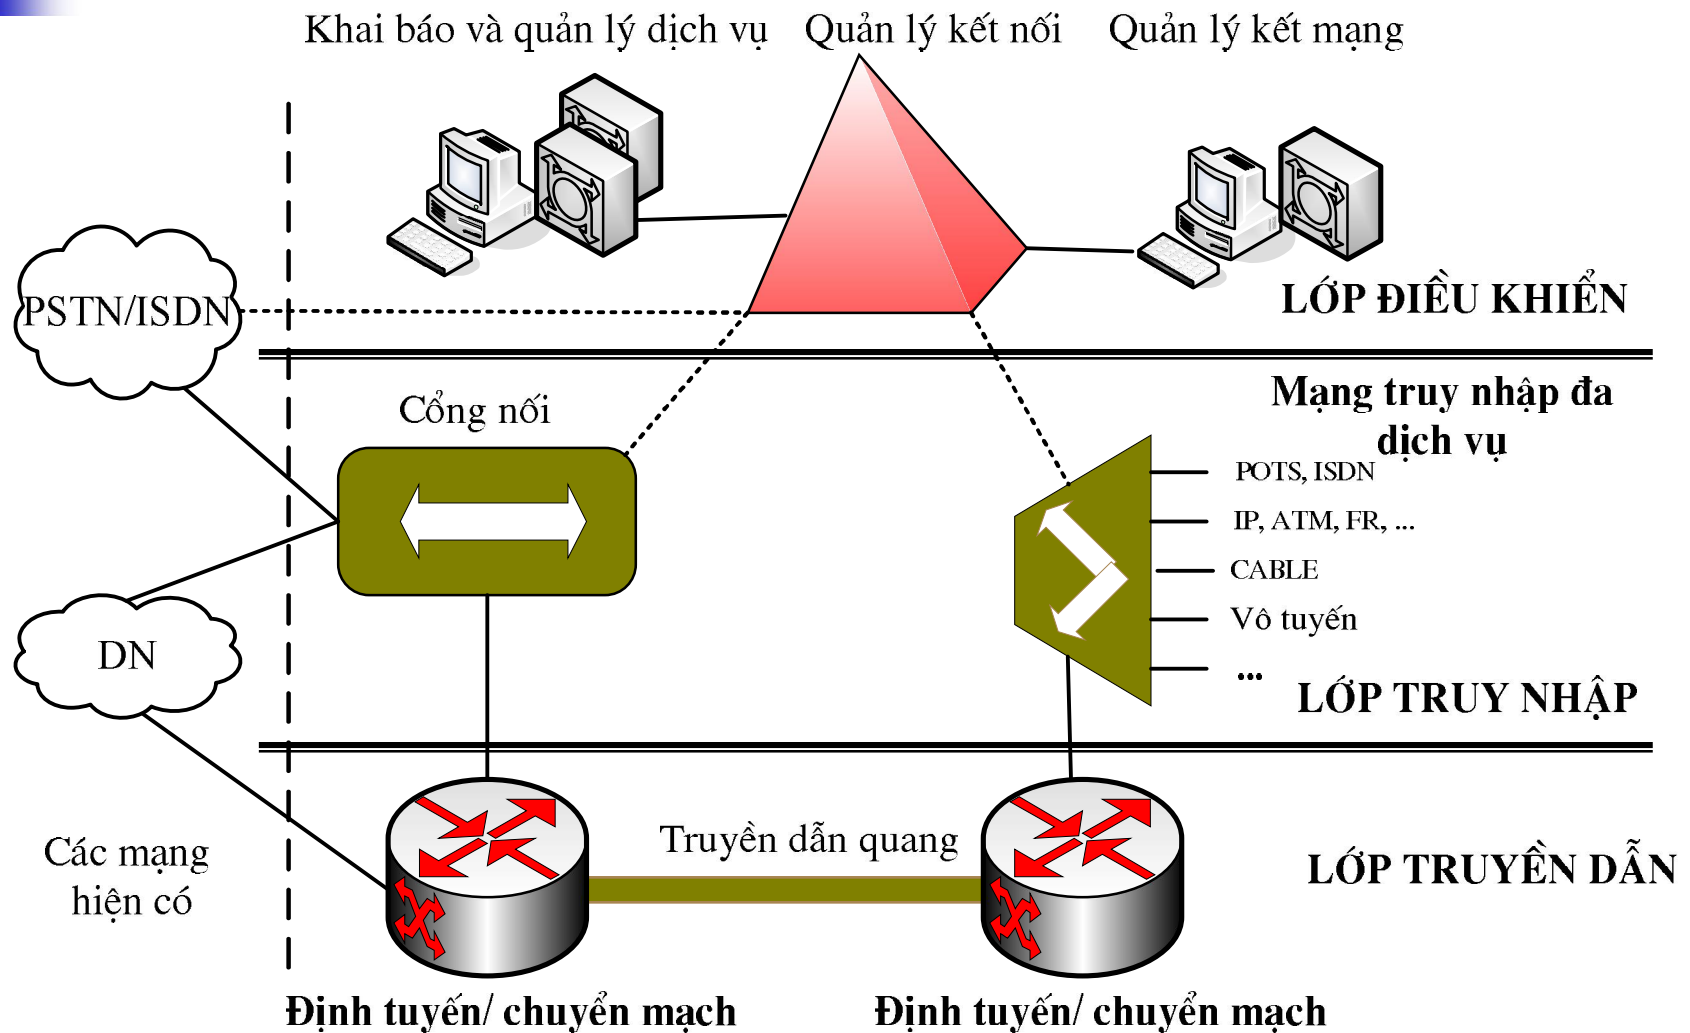 Khai báo và quản lý dịch vụ
Quản lý kết nối
Quản lý kết mạng
PSTN/ISDN
LỚP ĐIỀU KHIỂN
Cổng nối
Mạng truy nhập đa
dịch vụ
POTS, ISDN
IP, ATM, FR, ...
CABLE
Vô tuyến
...
DN
LỚP TRUY NHẬP
Các mạng
hiện có
Truyền dẫn quang
LỚP TRUYỀN DẪN
Định tuyến/ chuyển mạch
Định tuyến/ chuyển mạch